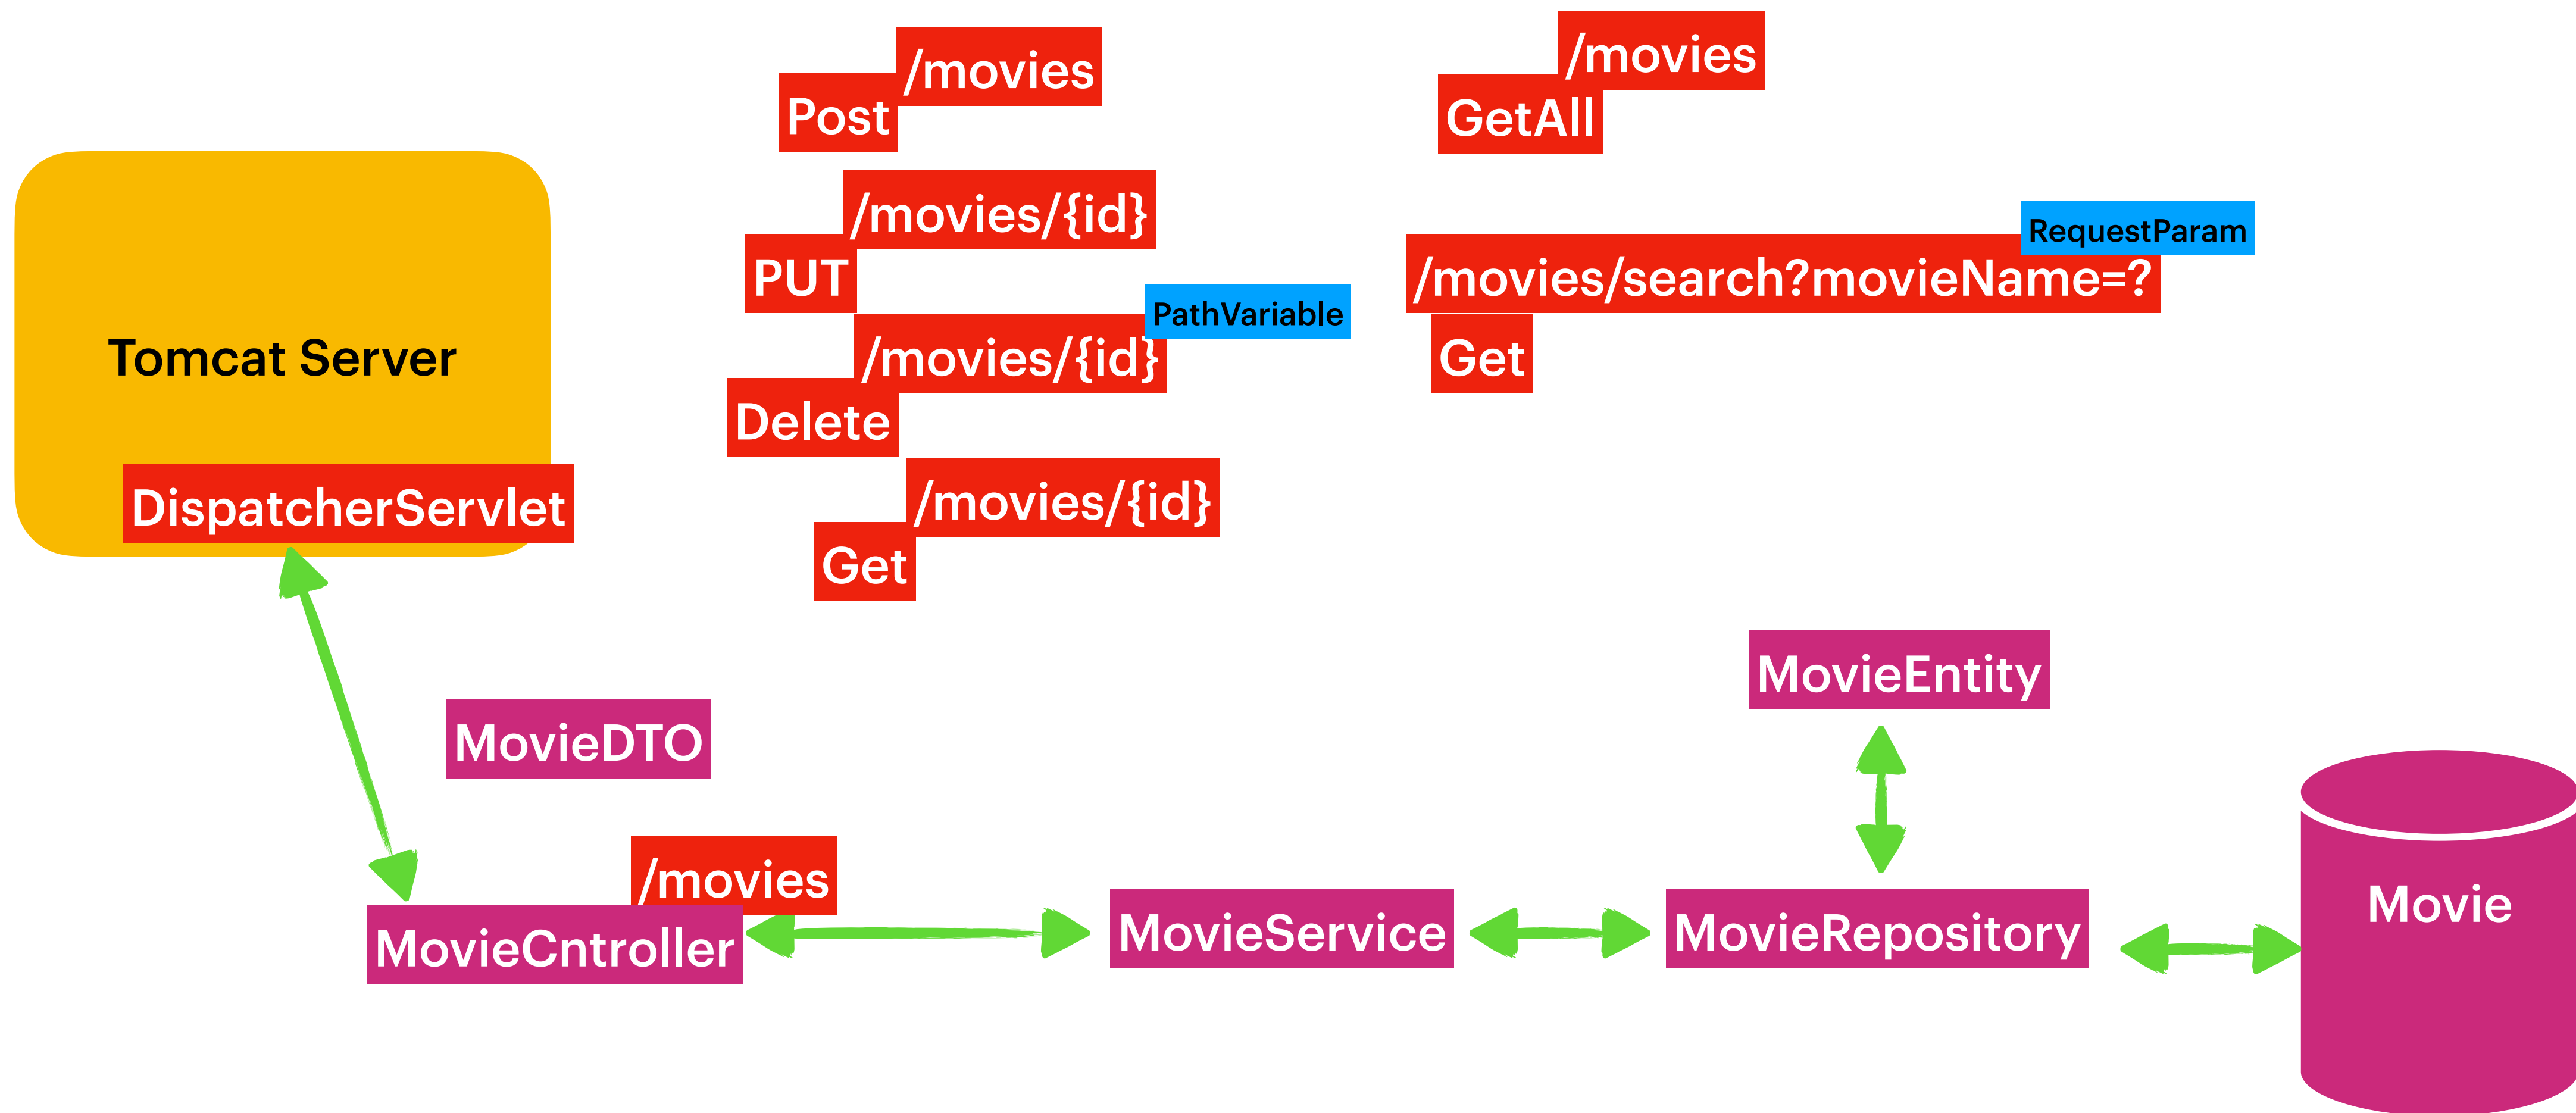 /movies
Post
/movies
GetAll
/movies/{id}
PUT
RequestParam
/movies/search?movieName=?
Get
PathVariable
/movies/{id}
Delete
/movies/{id}
Get
Tomcat Server
DispatcherServlet
MovieDTO
MovieEntity
/movies
MovieCntroller
MovieService
MovieRepository
Movie